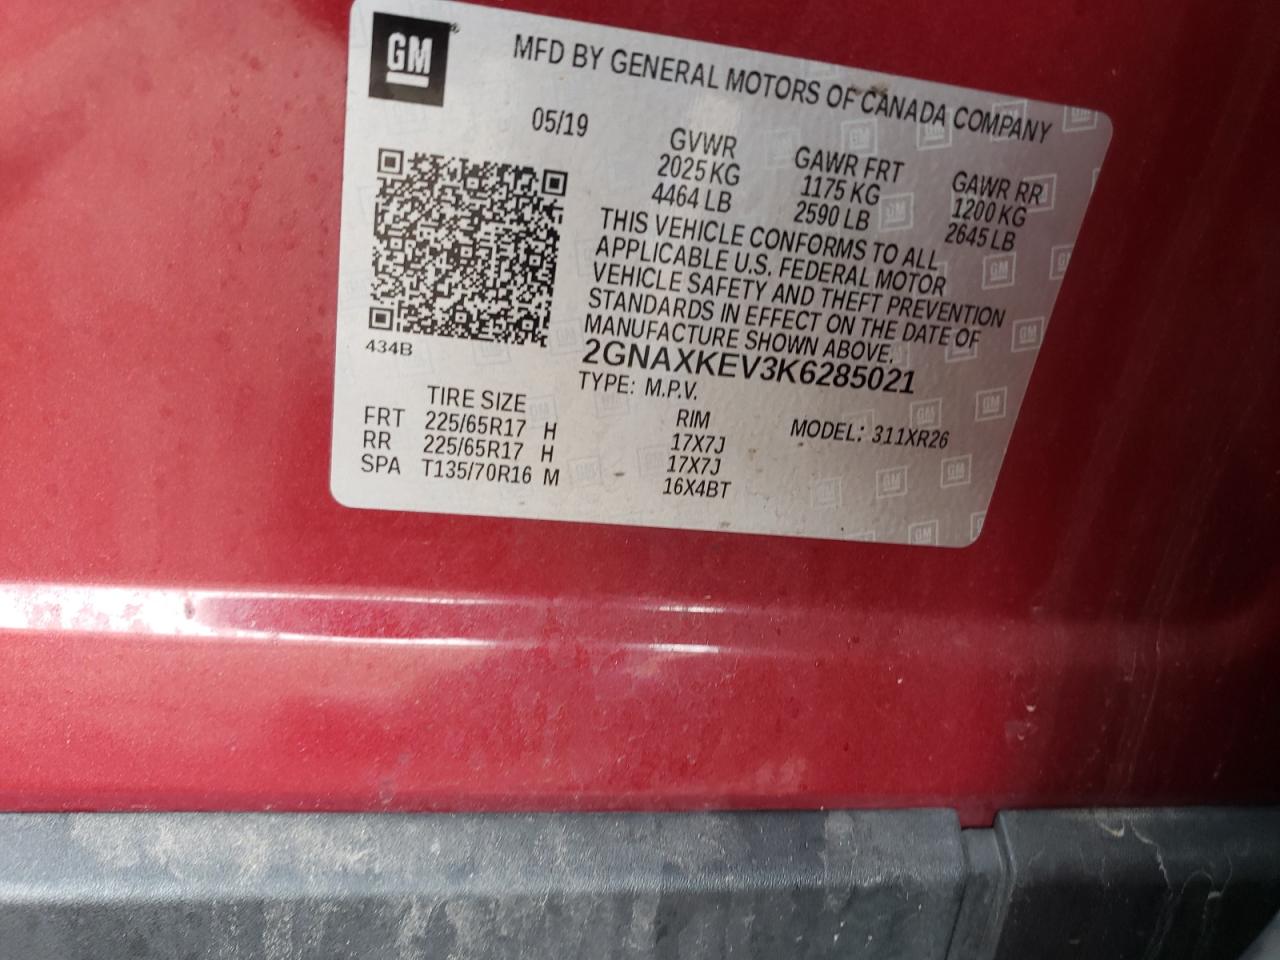 GM
MFD BY GENERAL MOTORS OF CANADA COMPANY
05/19
GVWR GAWR FRT GAWR RR
2025 KG 1175 KG 1200 KG
4464 LB 2590 LB 2645 LB
THIS VEHICLE CONFORMS TO ALL
APPLICABLE U.S. FEDERAL MOTOR
VEHICLE SAFETY AND THEFT PREVENTION
STANDARDS IN EFFECT ON THE DATE OF
MANUFACTURE SHOWN ABOVE.
434B
2GNAXKEV3K6285021
TYPE: M.P.V. MODEL: 311XR26
TIRE SIZE RIM
FRT 225/65R17 H 17X7J
RR 225/65R17 H 17X7J
SPA T135/70R16 M 16X4BT